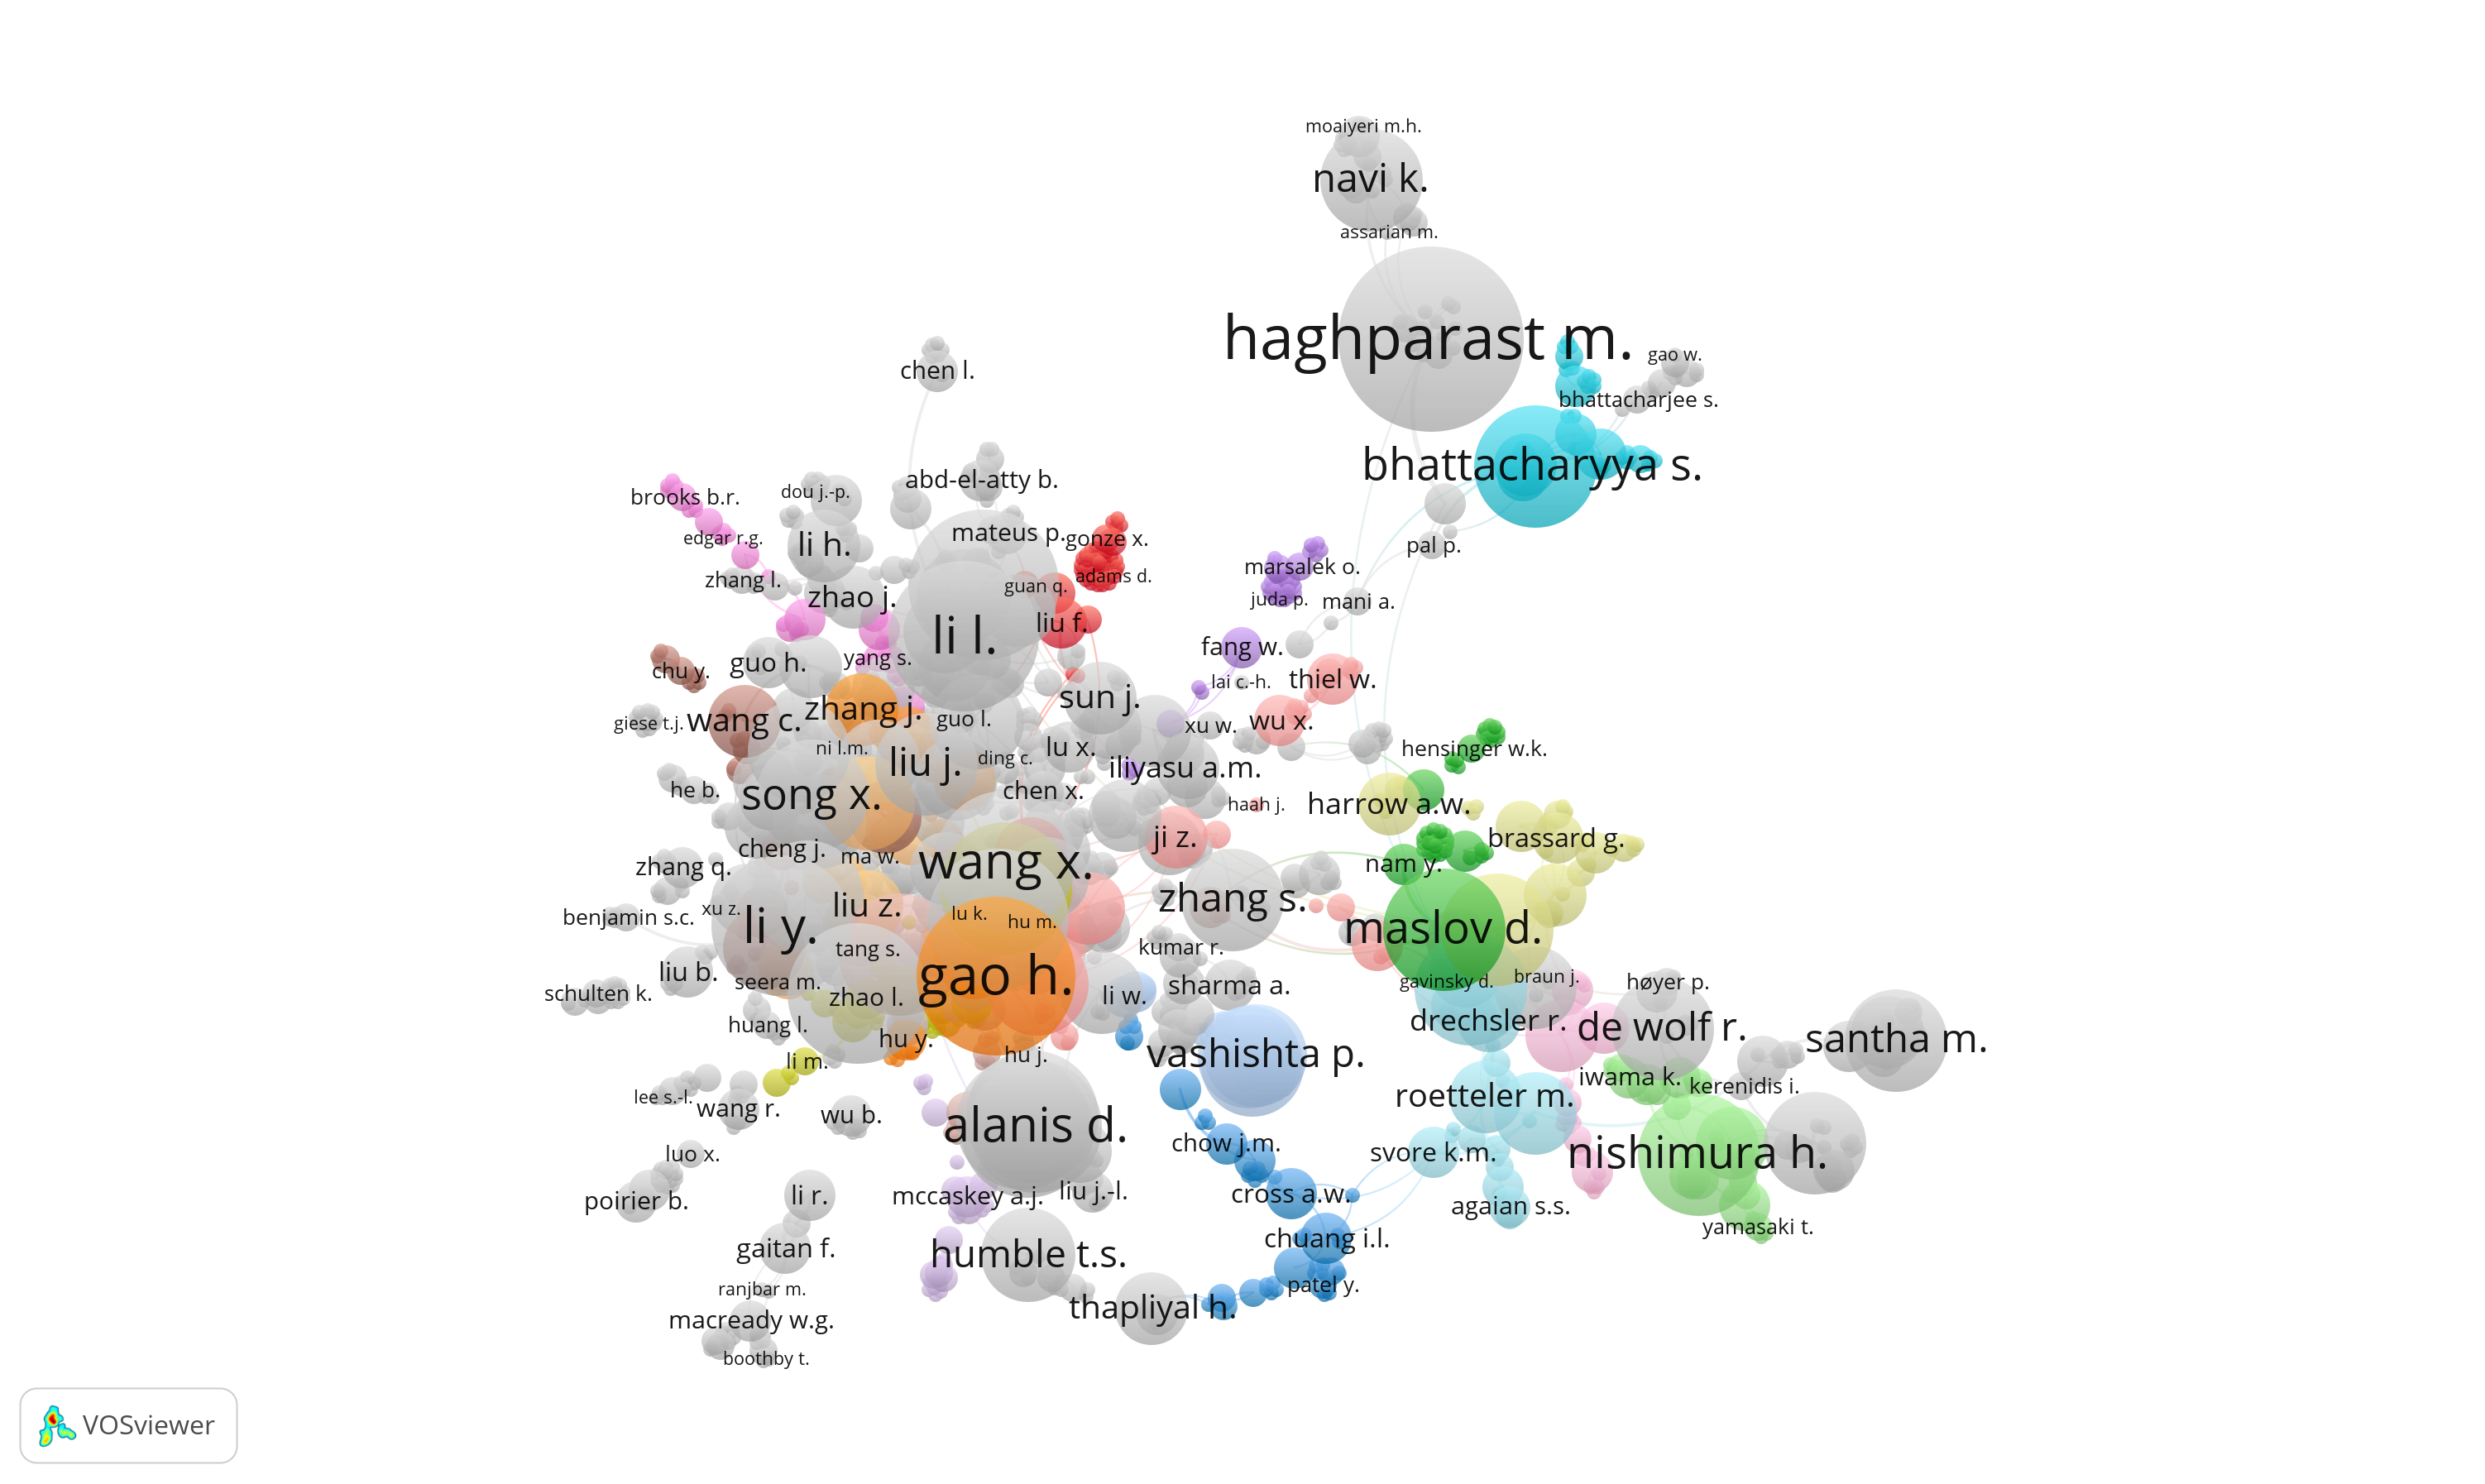 moaiyeri m.h.
navi k.
assarian m.
haghparast m.
gao w.
chen l.
bhattacharjee s.
bhattacharyya s.
abd-el-atty b.
brooks b.r.
dou j.-p.
mateus p.
gonze x.
edgar r.g.
li h.
pal p.
marsalek o.
zhang l.
adams d.
guan q.
zhao j.
juda p.
mani a.
liu f.
li l.
fang w.
yang s.
guo h.
chu y.
lai c.-h.
thiel w.
sun j.
zhang j.
guo l.
giese t.j.
wang c.
xu w.
wu x.
ni l.m.
lu x.
hensinger w.k.
liu j.
ding c.
iliyasu a.m.
he b.
song x.
chen x.
haah j.
harrow a.w.
ji z.
brassard g.
cheng j.
ma w.
wang x.
nam y.
zhang q.
zhang s.
xu z.
liu z.
lu k.
benjamin s.c.
hu m.
li y.
maslov d.
tang s.
kumar r.
liu b.
gao h.
seera m.
gavinsky d.
braun j.
høyer p.
sharma a.
schulten k.
zhao l.
li w.
huang l.
drechsler r.
de wolf r.
santha m.
hu y.
hu j.
vashishta p.
li m.
iwama k.
kerenidis i.
lee s.-l.
wang r.
roetteler m.
wu b.
alanis d.
chow j.m.
svore k.m.
nishimura h.
luo x.
poirier b.
li r.
mccaskey a.j.
liu j.-l.
cross a.w.
agaian s.s.
yamasaki t.
chuang i.l.
gaitan f.
humble t.s.
patel y.
ranjbar m.
thapliyal h.
macready w.g.
boothby t.
VOSviewer